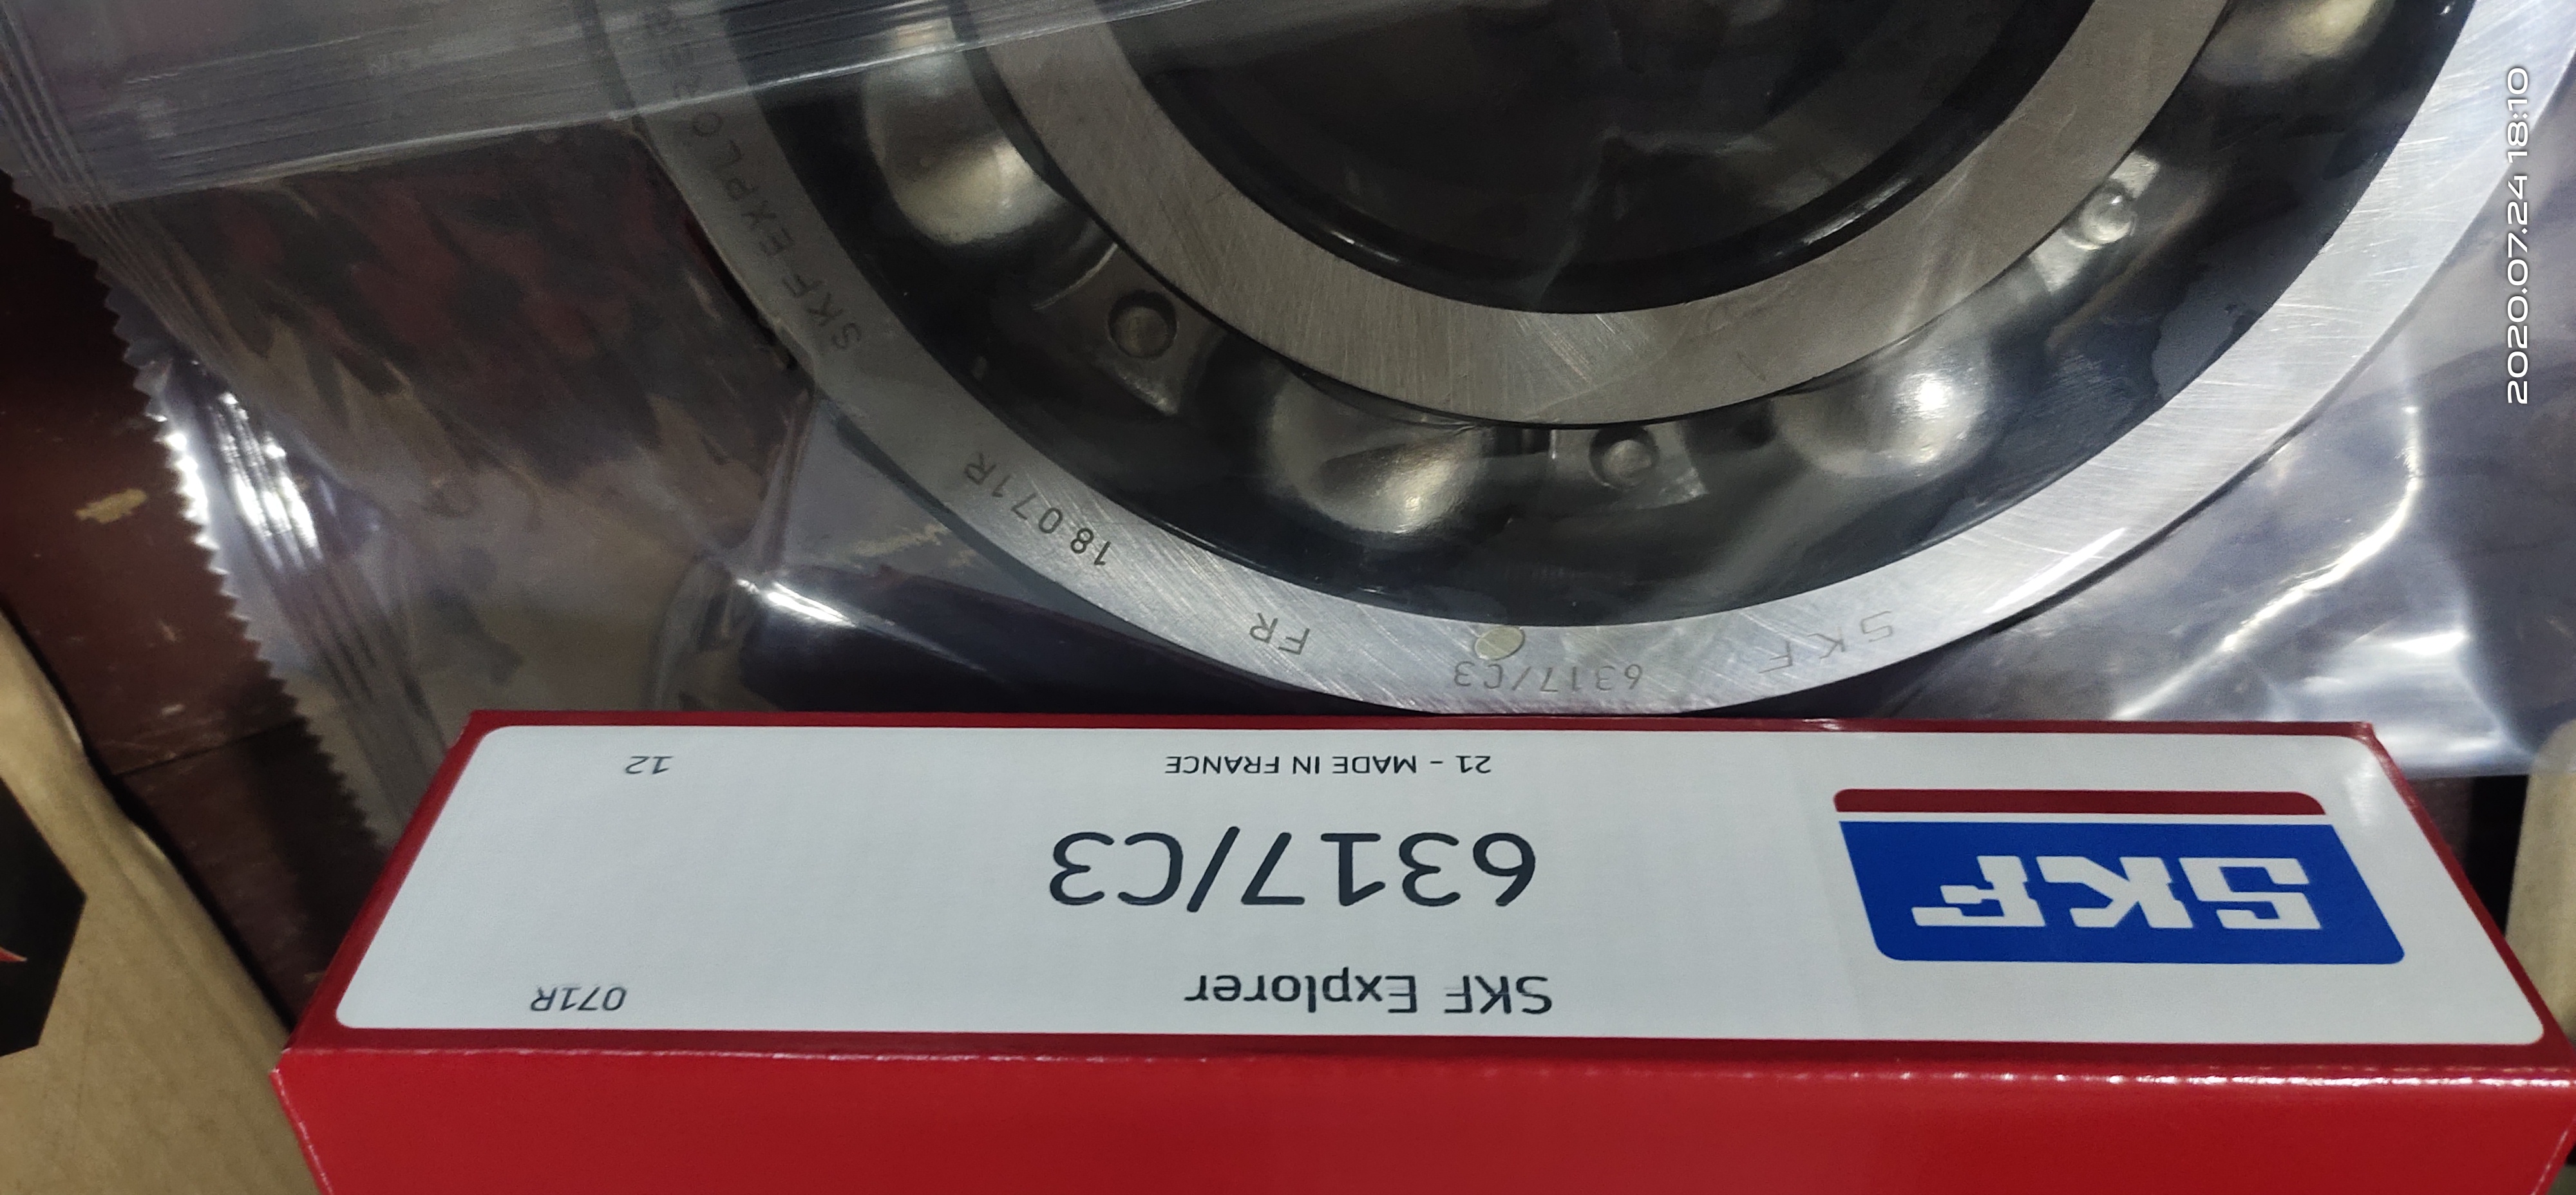 SKF Explorer
071R
SKF
6317/C3
21 - MADE IN FRANCE
12
SKF
6317/C3
FR
18071R
SKF EXPLORER
2020.07.24 18:10